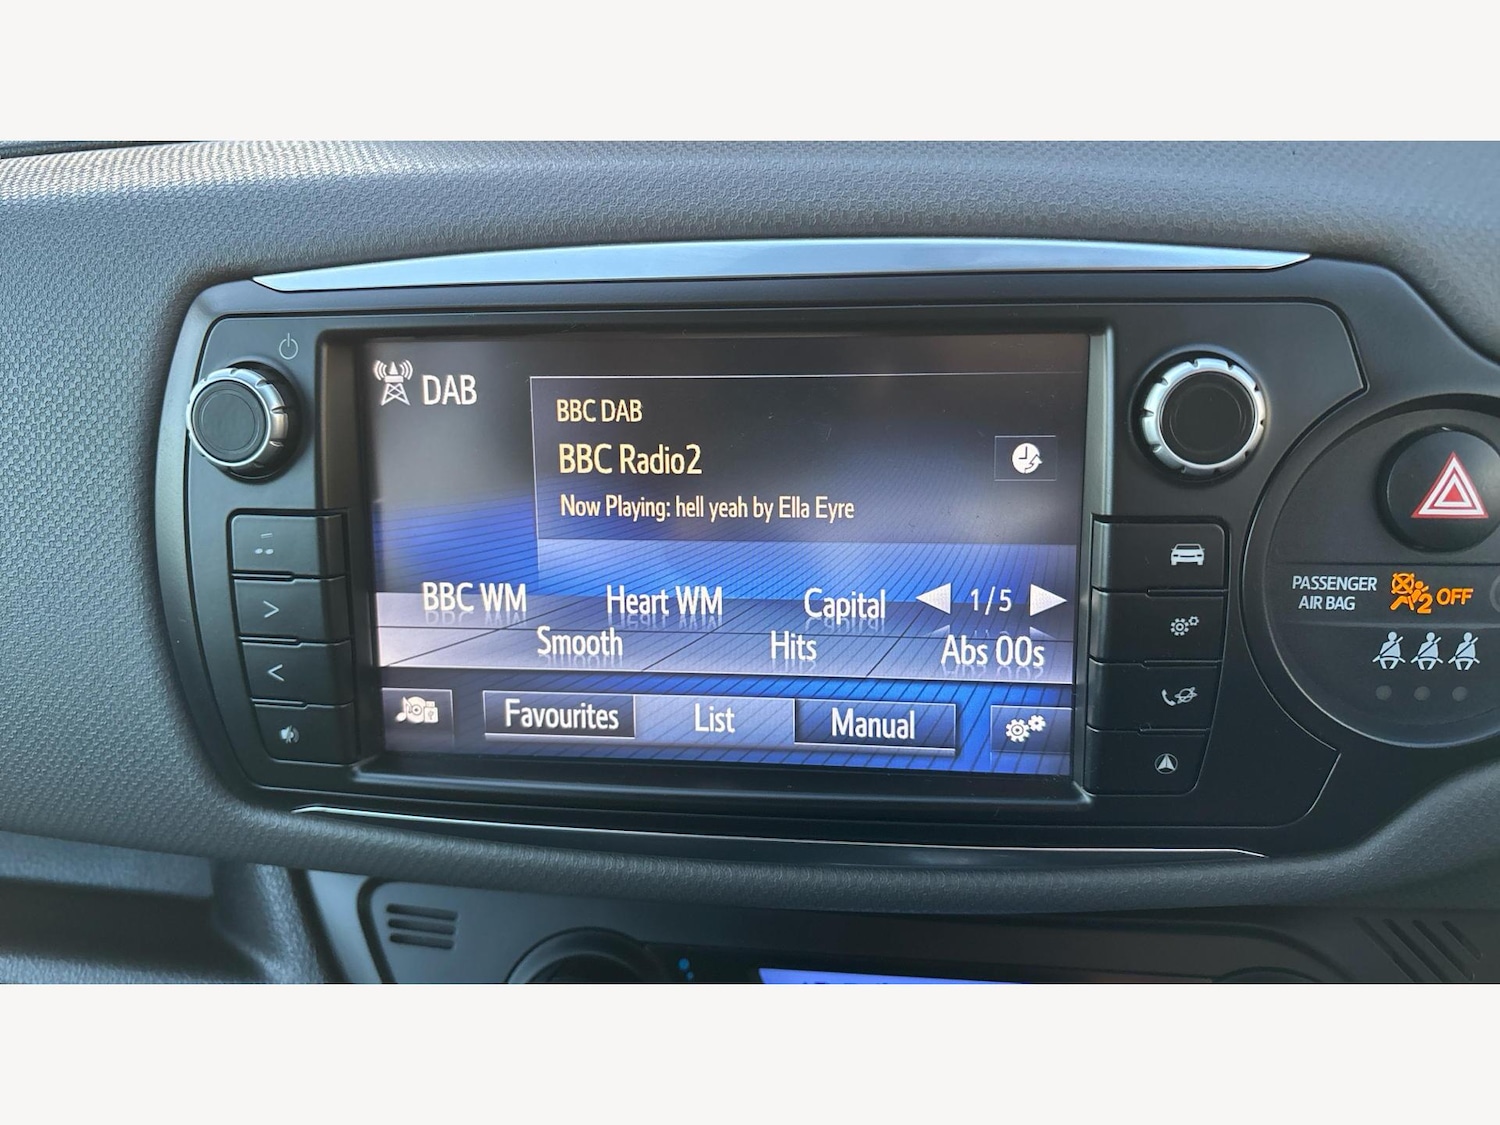 DAB
BBC DAB
BBC Radio2
Now Playing: hell yeah by Ella Eyre
BBC WM
Heart WM
Capital
1/5
Smooth
Hits
Abs 00s
Favourites
List
Manual
PASSENGER
AIR BAG
2 OFF